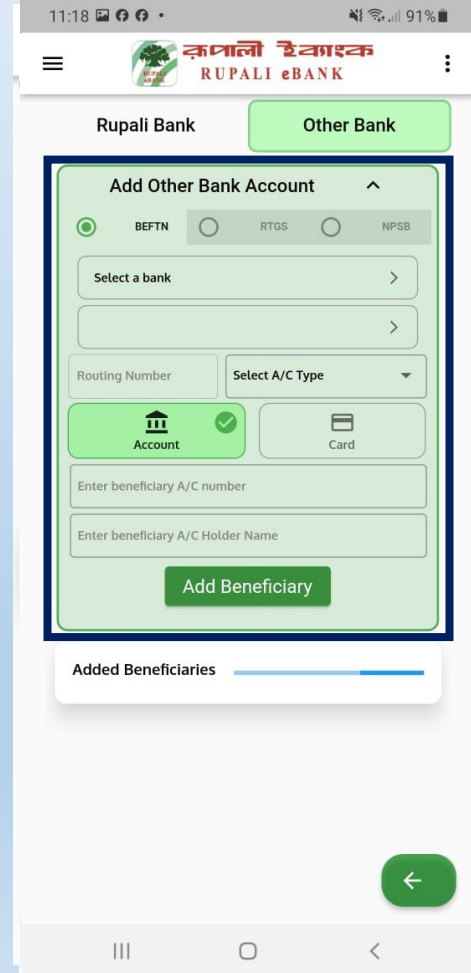 11:18 91%
রূপালী ইব্যাংক
RUPALI eBANK
Rupali Bank Other Bank
Add Other Bank Account
BEFTN RTGS NPSB
Select a bank
Routing Number Select A/C Type
Account Card
Enter beneficiary A/C number
Enter beneficiary A/C Holder Name
Add Beneficiary
Added Beneficiaries